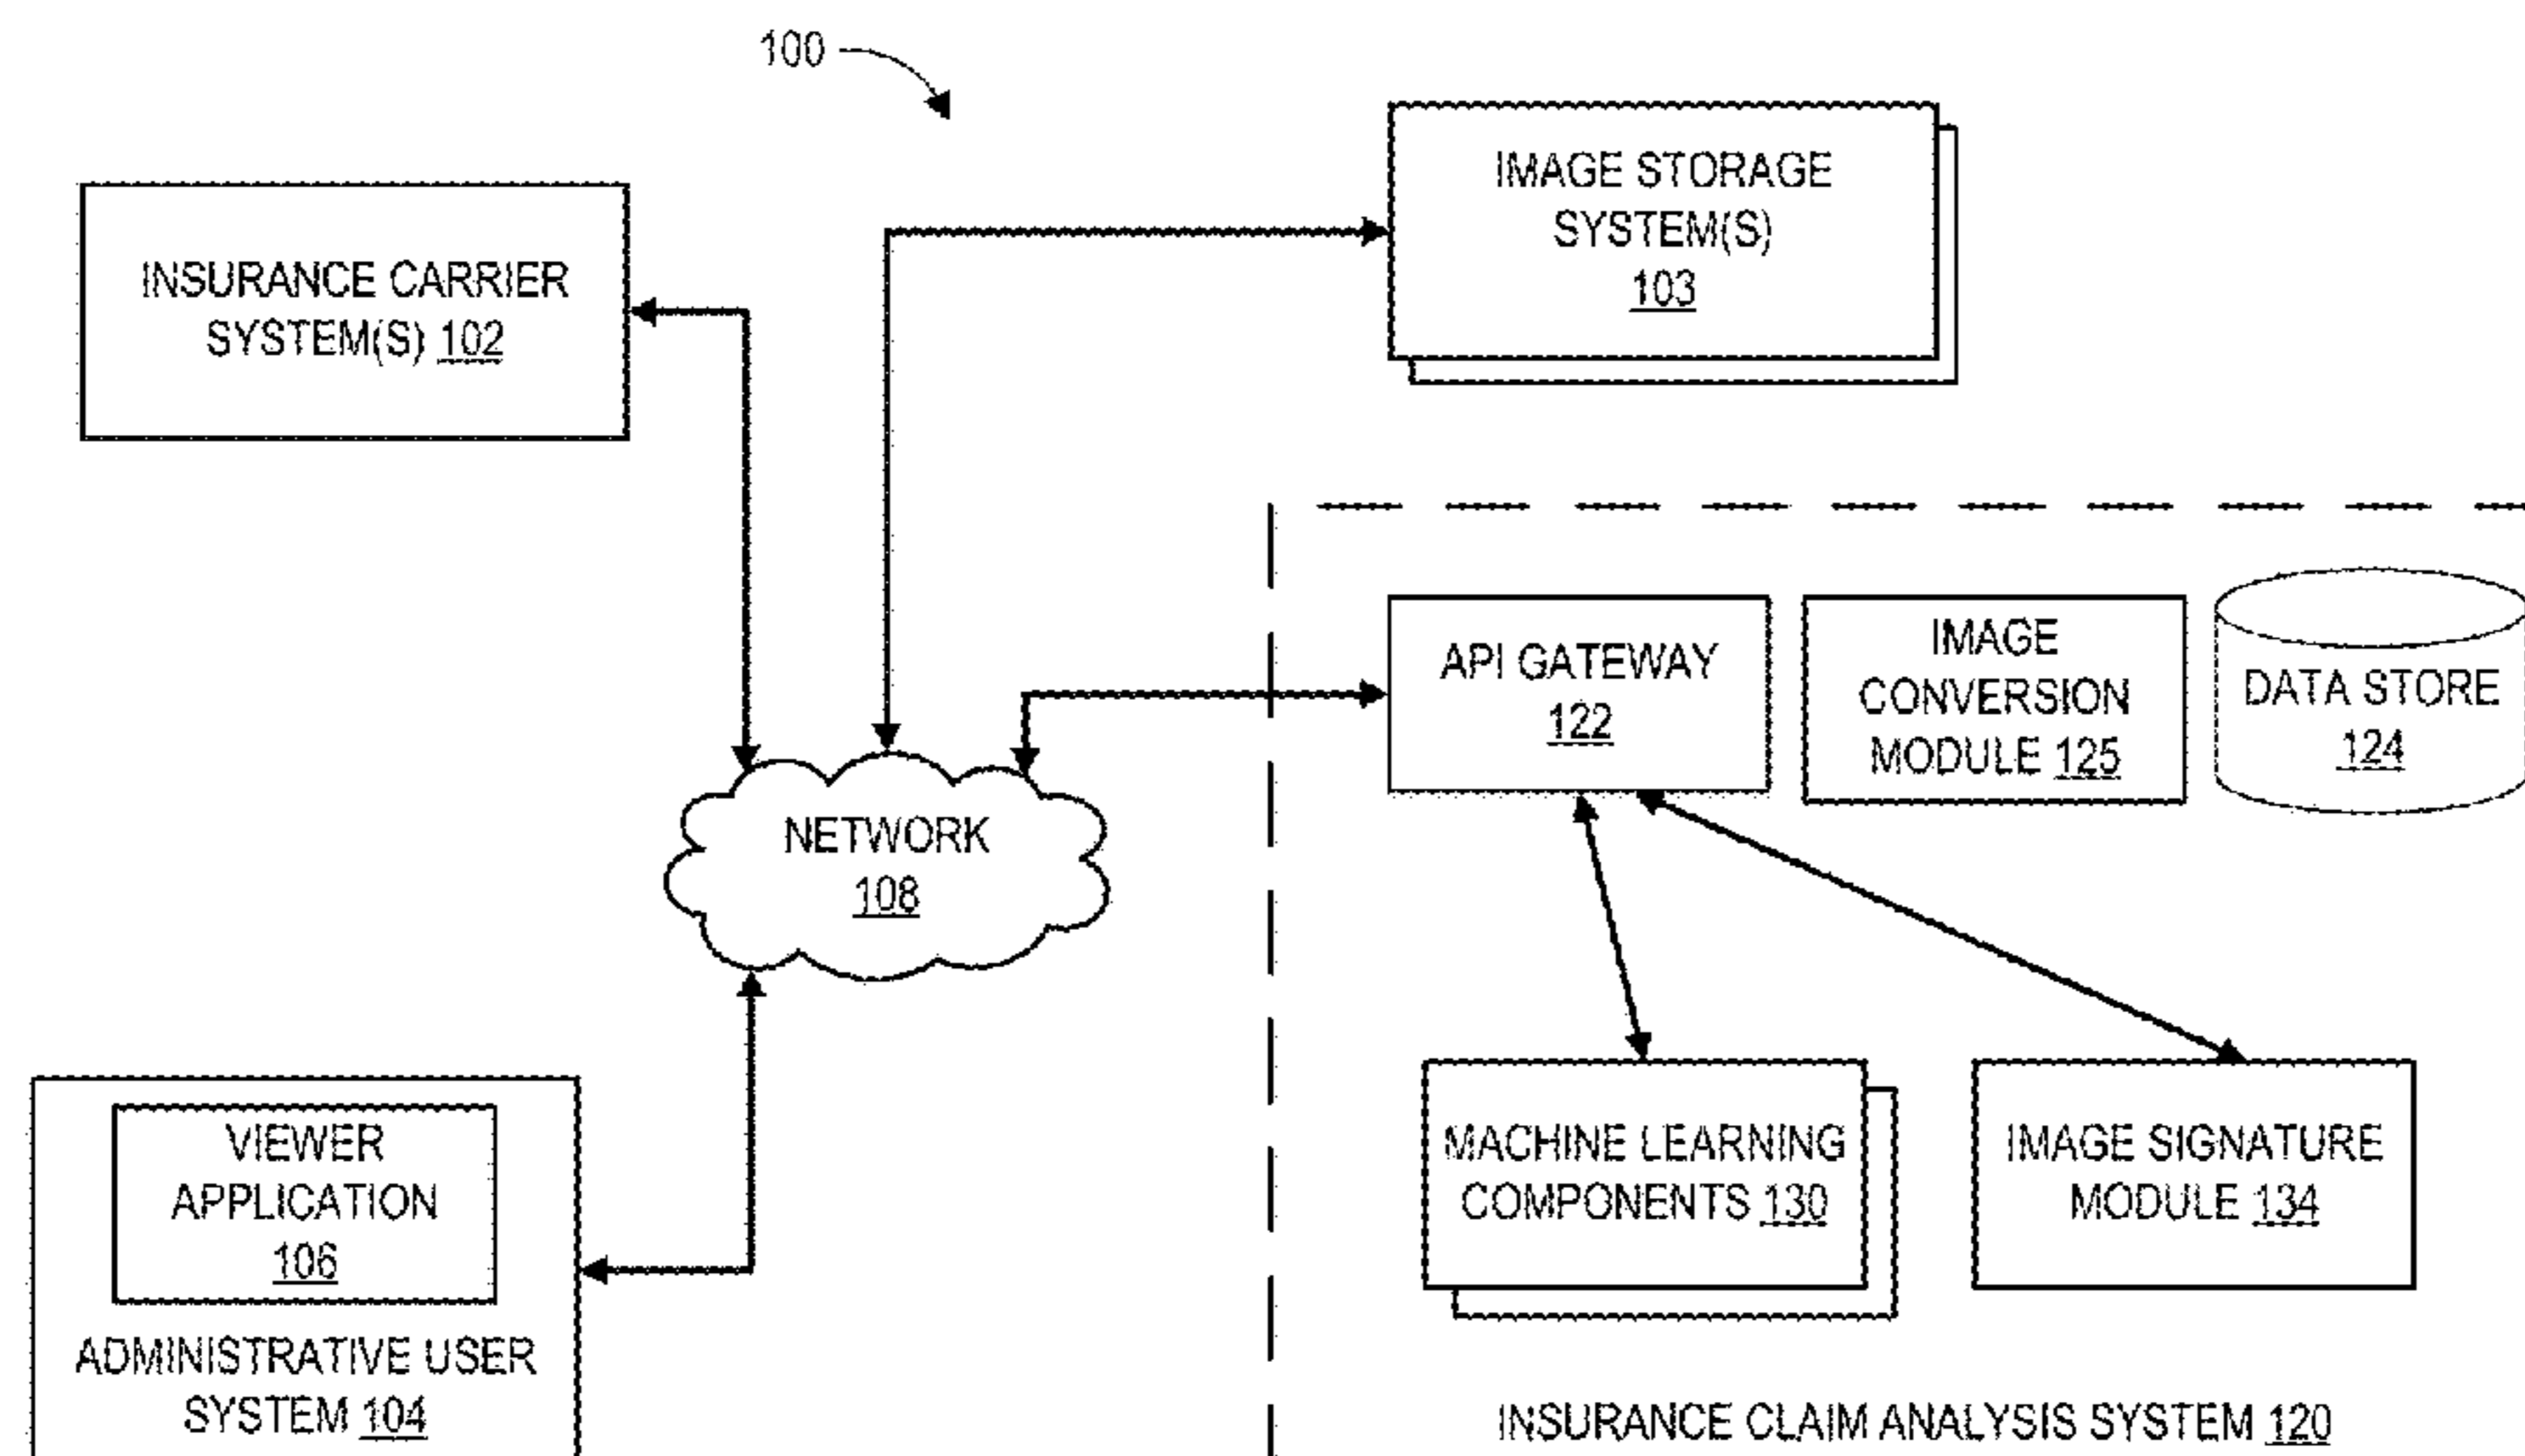 100
IMAGE STORAGE
SYSTEM(S)
103
INSURANCE CARRIER
SYSTEM(S) 102
API GATEWAY
122
IMAGE
CONVERSION
MODULE 125
DATA STORE
124
NETWORK
108
MACHINE LEARNING
COMPONENTS 130
IMAGE SIGNATURE
MODULE 134
VIEWER
APPLICATION
106
ADMINISTRATIVE USER
SYSTEM 104
INSURANCE CLAIM ANALYSIS SYSTEM 120